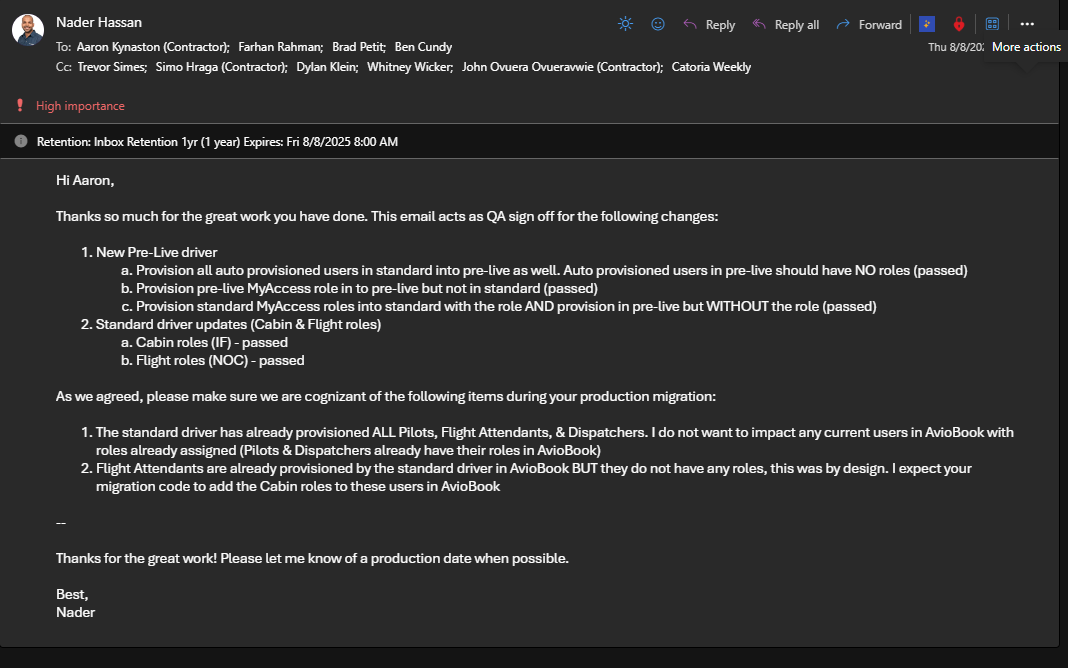 Nader Hassan
Reply Reply all Forward
To: Aaron Kynaston (Contractor); Farhan Rahman; Brad Petit; Ben Cundy
Thu 8/8/202 More actions
Cc: Trevor Simes; Simo Hraga (Contractor); Dylan Klein; Whitney Wicker; John Ovuera Ovueravwie (Contractor); Catoria Weekly
High importance
Retention: Inbox Retention 1yr (1 year) Expires: Fri 8/8/2025 8:00 AM
Hi Aaron,
Thanks so much for the great work you have done. This email acts as QA sign off for the following changes:
1. New Pre-Live driver
a. Provision all auto provisioned users in standard into pre-live as well. Auto provisioned users in pre-live should have NO roles (passed)
b. Provision pre-live MyAccess role in to pre-live but not in standard (passed)
c. Provision standard MyAccess roles into standard with the role AND provision in pre-live but WITHOUT the role (passed)
2. Standard driver updates (Cabin & Flight roles)
a. Cabin roles (IF) - passed
b. Flight roles (NOC) - passed
As we agreed, please make sure we are cognizant of the following items during your production migration:
1. The standard driver has already provisioned ALL Pilots, Flight Attendants, & Dispatchers. I do not want to impact any current users in AvioBook with
roles already assigned (Pilots & Dispatchers already have their roles in AvioBook)
2. Flight Attendants are already provisioned by the standard driver in AvioBook BUT they do not have any roles, this was by design. I expect your
migration code to add the Cabin roles to these users in AvioBook
--
Thanks for the great work! Please let me know of a production date when possible.
Best,
Nader